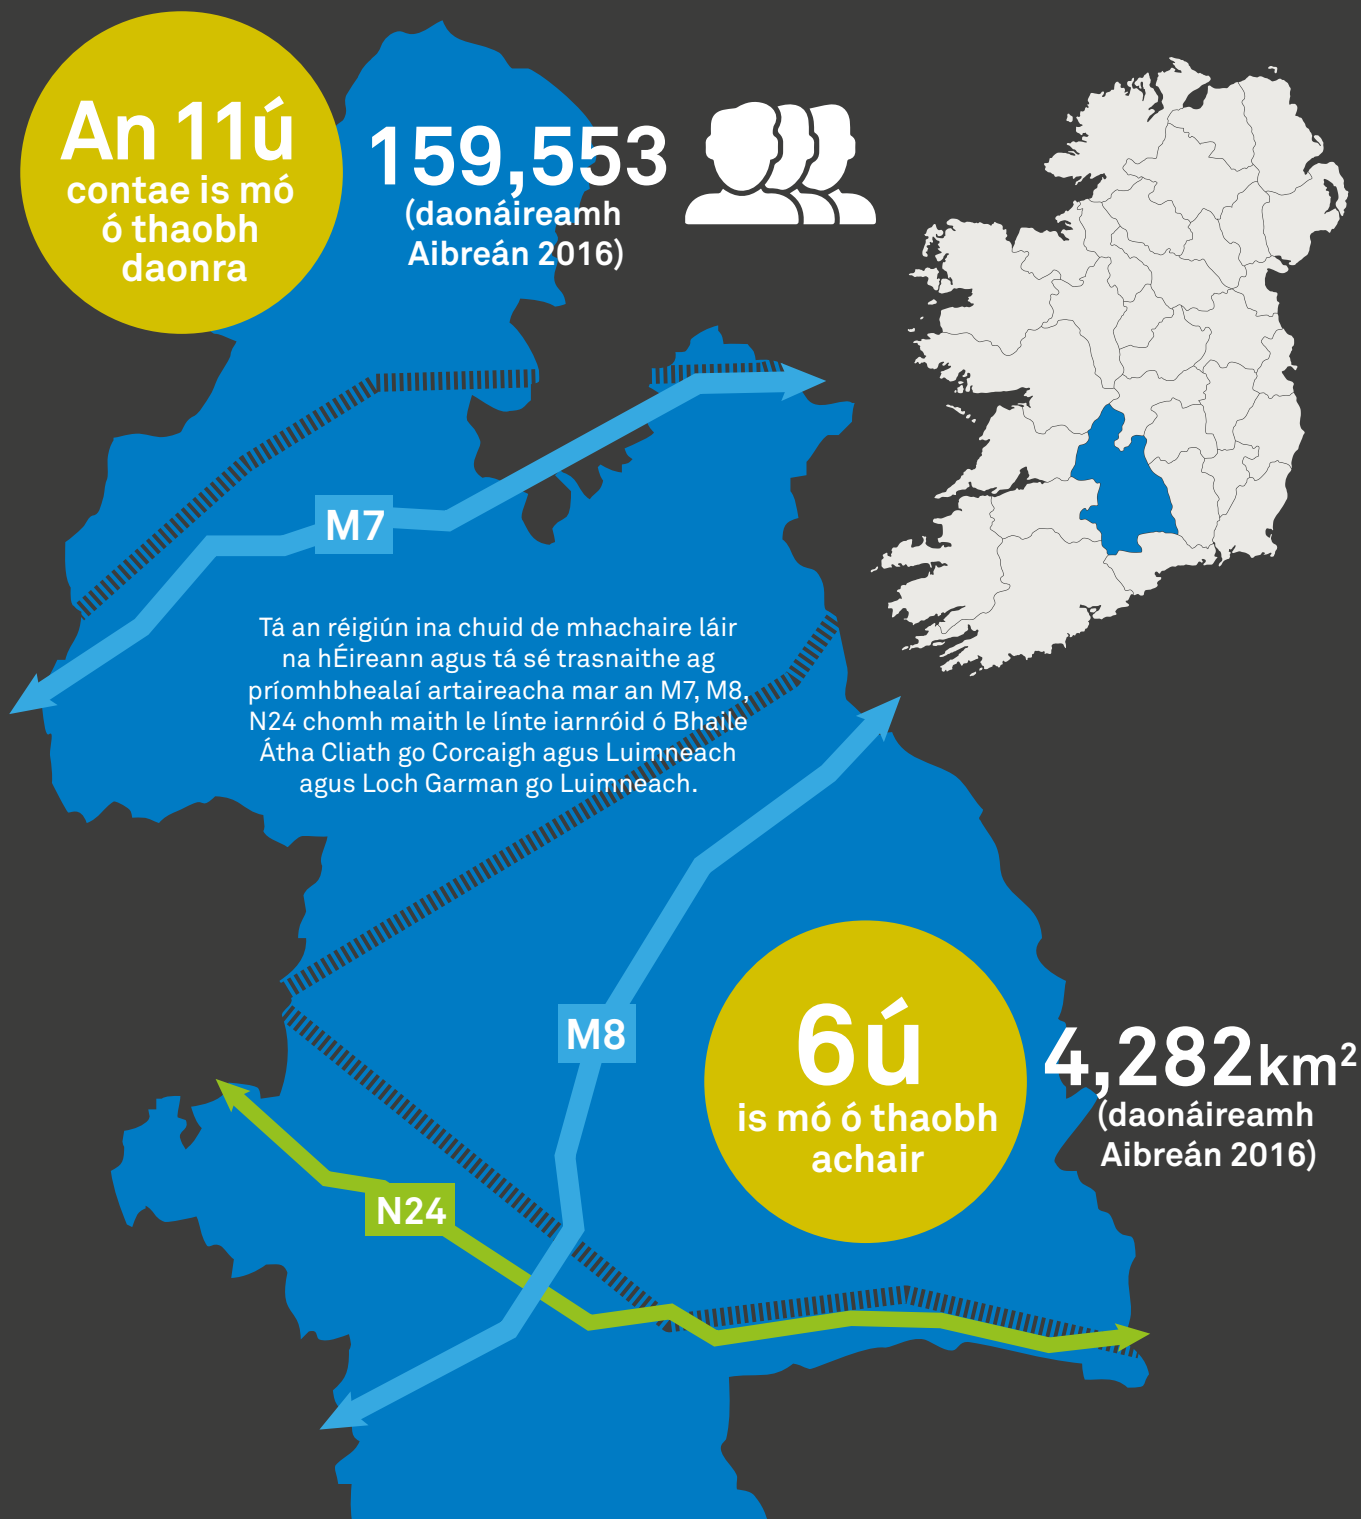 An 11ú
contae is mó
ó thaobh
daonra
159,553
(daonáireamh
Aibreán 2016)
M7
Tá an réigiún ina chuid de mhachaire láir
na hÉireann agus tá sé trasnaithe ag
príomhbhealaí artaireacha mar an M7, M8,
N24 chomh maith le línte iarnróid ó Bhaile
Átha Cliath go Corcaigh agus Luimneach
agus Loch Garman go Luimneach.
M8
6ú
is mó ó thaobh
achair
4,282km²
(daonáireamh
Aibreán 2016)
N24